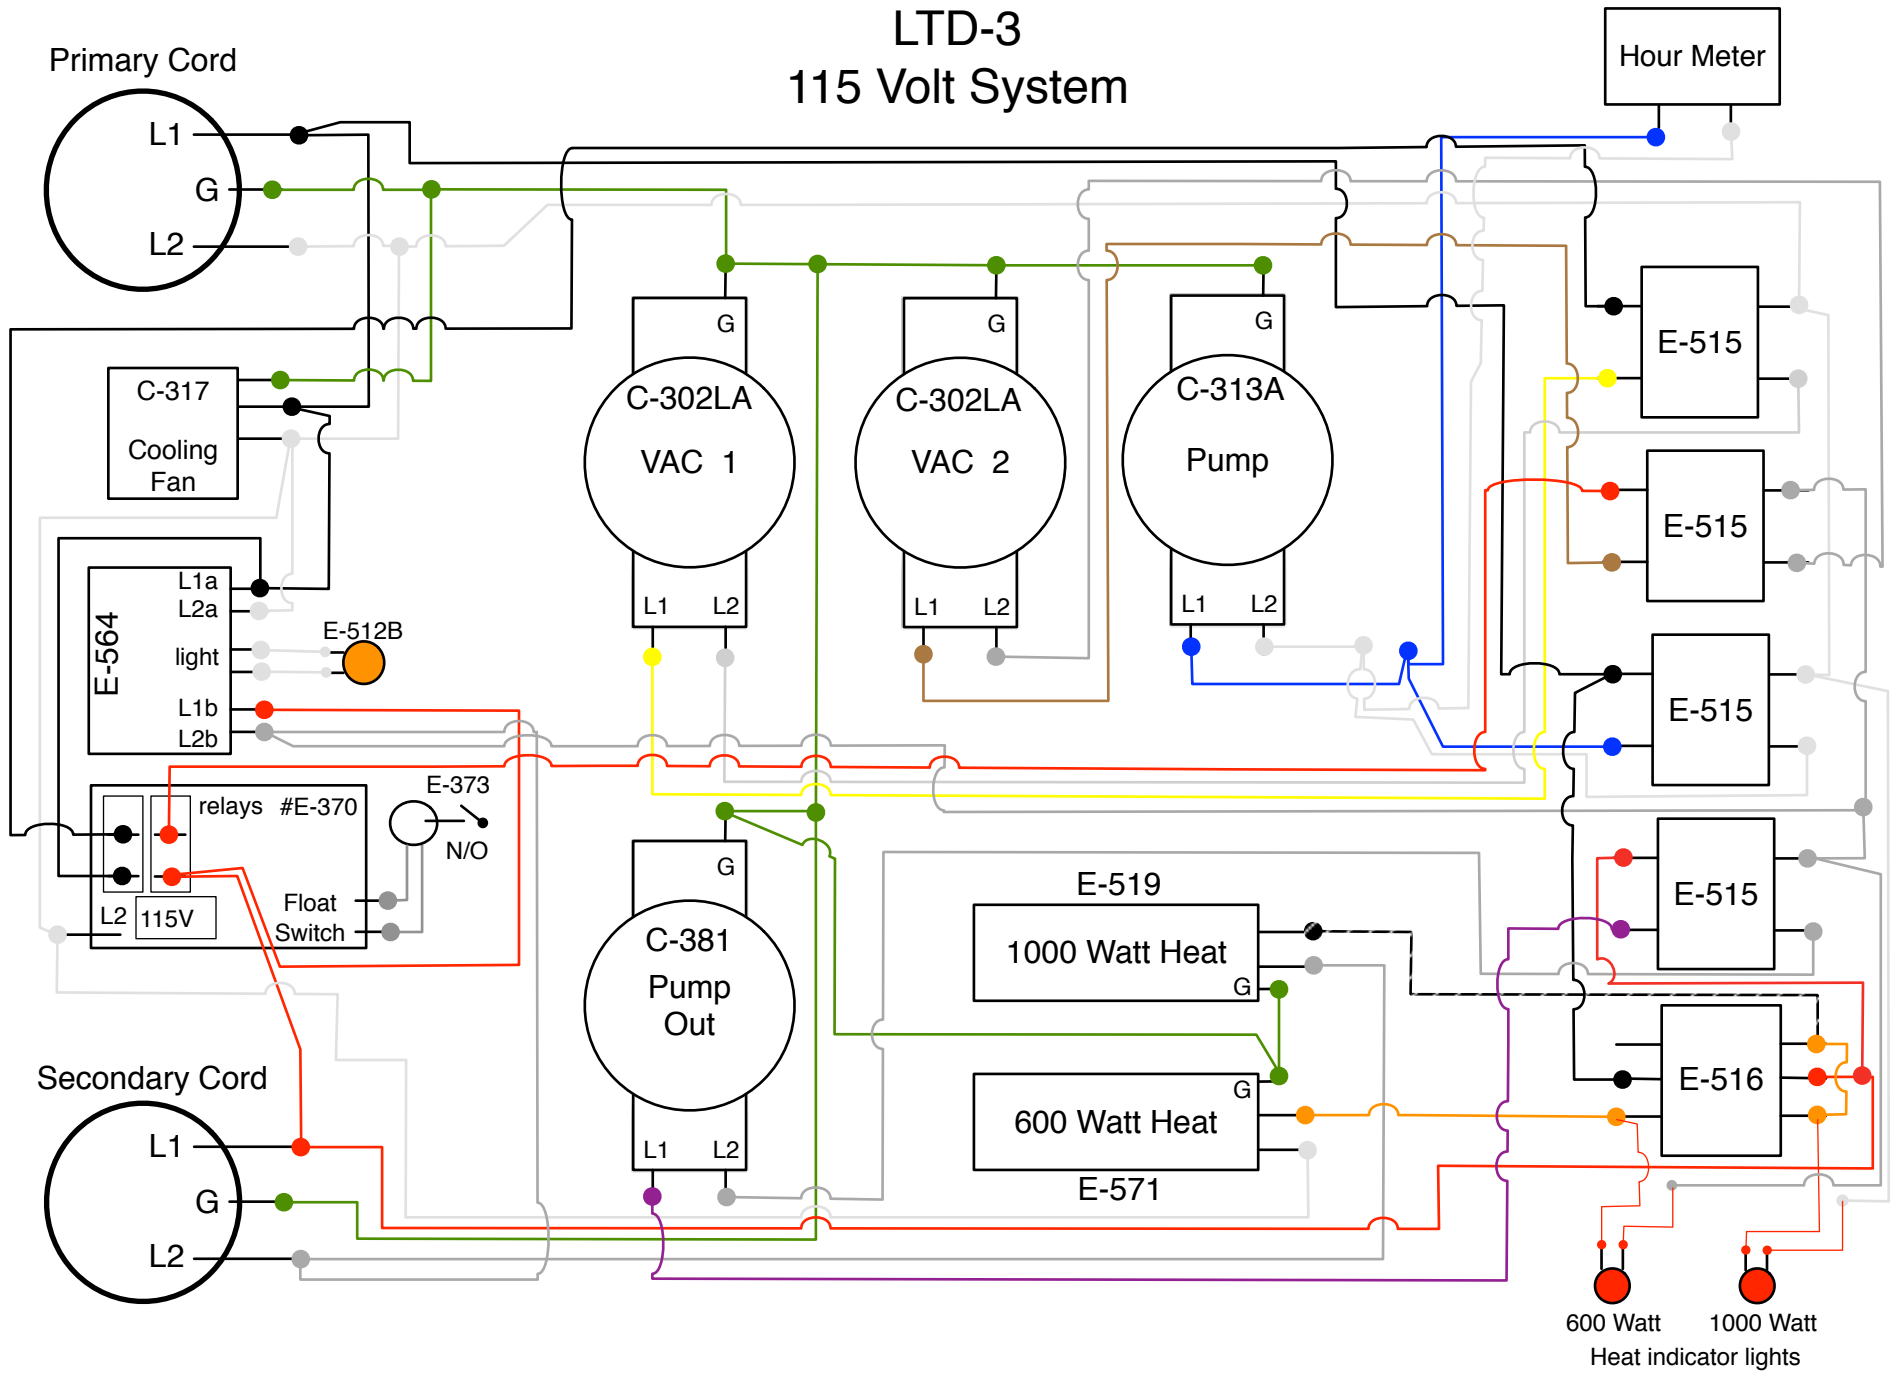 LTD-3
115 Volt System
Primary Cord
L1
G
L2
Hour Meter
C-317
Cooling
Fan
G
C-302LA
VAC 1
L1
L2
G
C-302LA
VAC 2
L1
L2
G
C-313A
Pump
L1
L2
E-515
E-515
E-515
E-515
E-516
E-564
L1a
L2a
light
L1b
L2b
E-512B
relays #E-370
L2
115V
Float
Switch
E-373
N/O
G
C-381
Pump
Out
L1
L2
E-519
1000 Watt Heat
G
G
600 Watt Heat
E-571
Secondary Cord
L1
G
L2
600 Watt
1000 Watt
Heat indicator lights